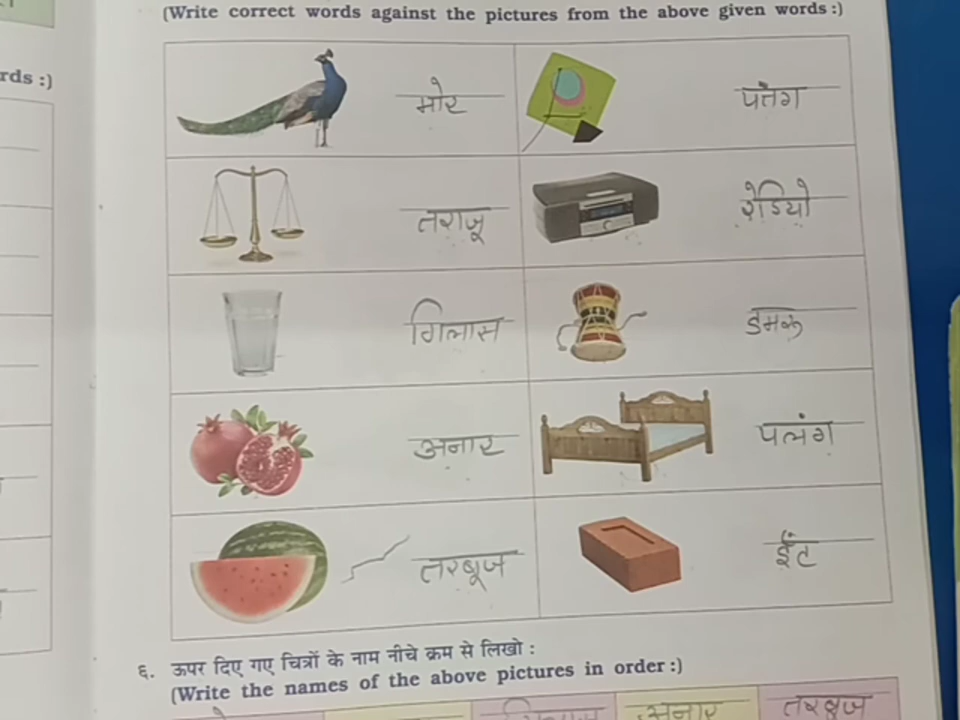 (Write correct words against the pictures from the above given words :)
rds :)
मोर पतंग
तराजू रेडियो
गिलास डमरू
अनार पलंग
तरबूज ईंट
६. ऊपर दिए गए चित्रों के नाम नीचे क्रम से लिखो :
(Write the names of the above pictures in order :)
गिलास अनार तरबूज